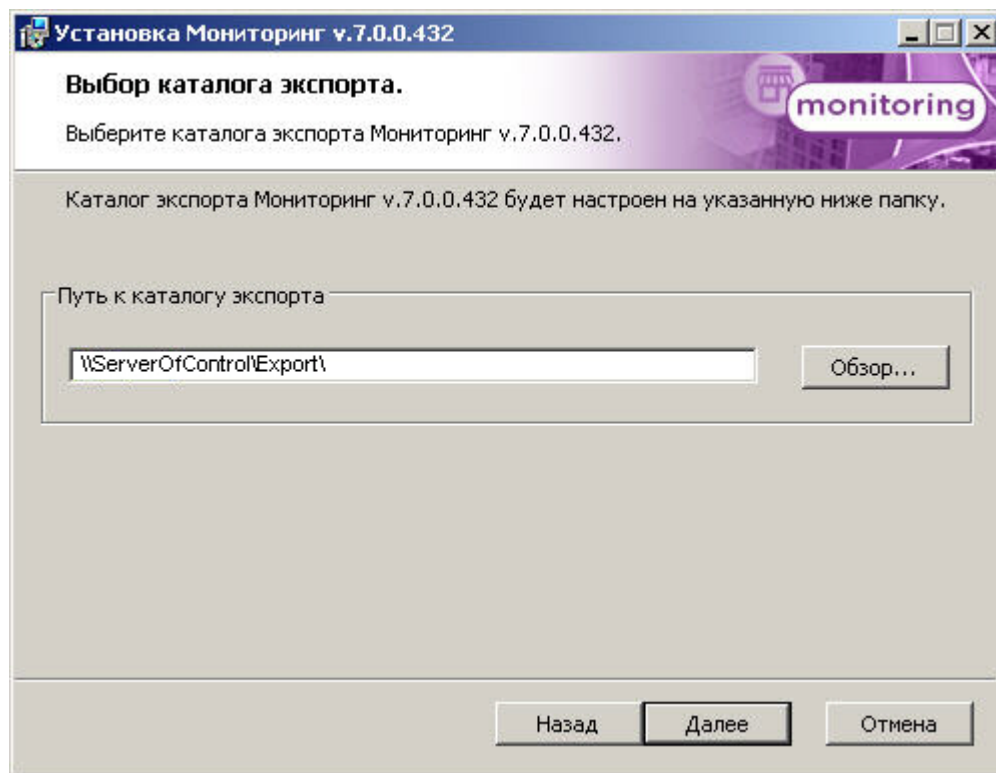 Установка Мониторинг v.7.0.0.432
Выбор каталога экспорта.
Выберите каталога экспорта Мониторинг v.7.0.0.432.
monitoring
Каталог экспорта Мониторинг v.7.0.0.432 будет настроен на указанную ниже папку.
Путь к каталогу экспорта
\\ServerOfControl\Export\
Обзор...
Назад
Далее
Отмена